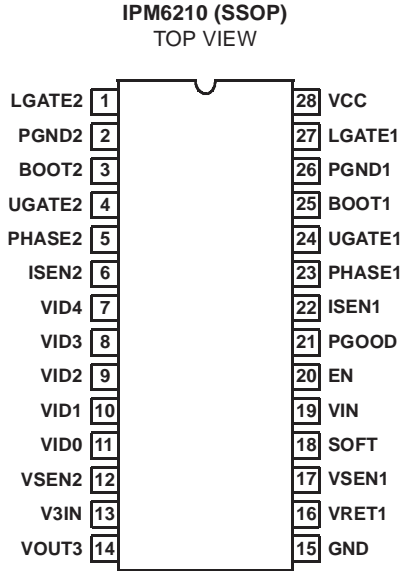 IPM6210 (SSOP)
TOP VIEW
LGATE2 1 28 VCC
PGND2 2 27 LGATE1
BOOT2 3 26 PGND1
UGATE2 4 25 BOOT1
PHASE2 5 24 UGATE1
ISEN2 6 23 PHASE1
VID4 7 22 ISEN1
VID3 8 21 PGOOD
VID2 9 20 EN
VID1 10 19 VIN
VID0 11 18 SOFT
VSEN2 12 17 VSEN1
V3IN 13 16 VRET1
VOUT3 14 15 GND